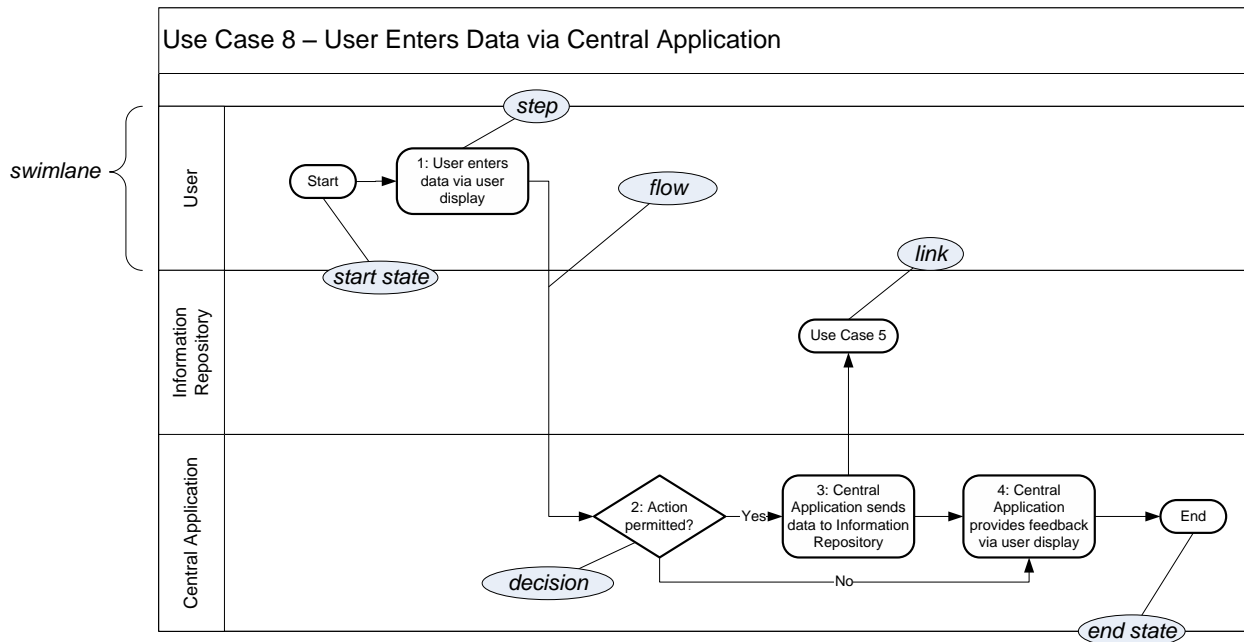 Use Case 8 – User Enters Data via Central Application
step
swimlane
User
Start
1: User enters
data via user
display
flow
start state
link
Information
Repository
Use Case 5
Central Application
2: Action
permitted?
Yes
3: Central
Application sends
data to Information
Repository
4: Central
Application
provides feedback
via user display
End
decision
No
end state